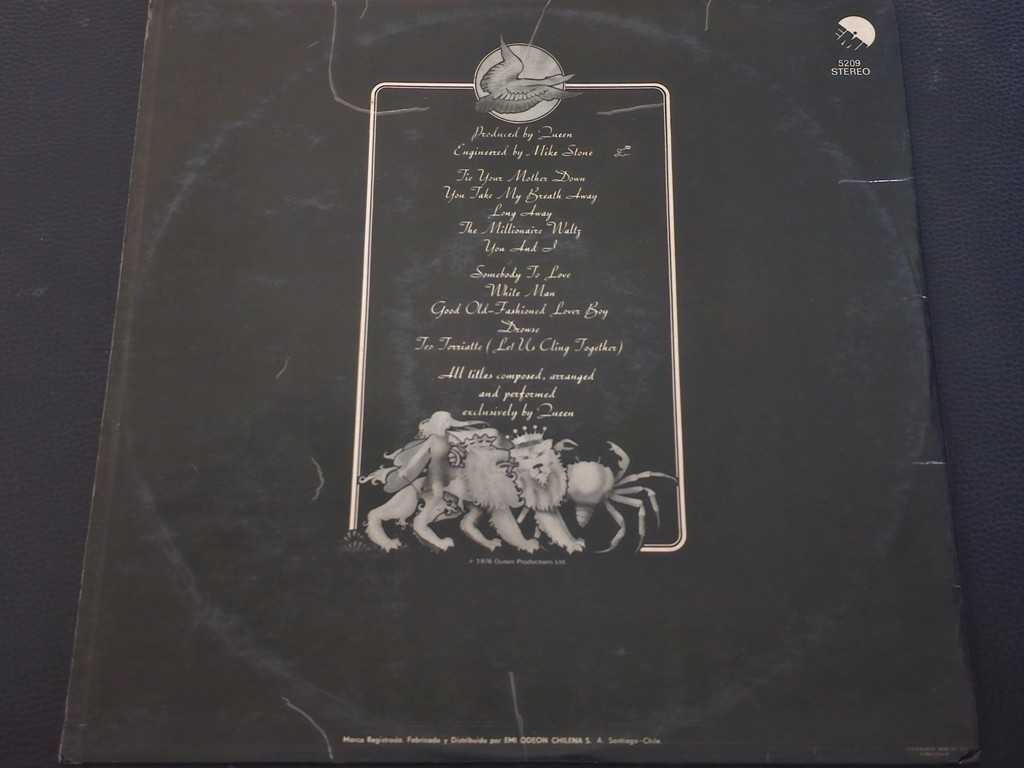 5209
STEREO
Produced by Queen
Engineered by Mike Stone
Tie Your Mother Down
You Take My Breath Away
Long Away
The Millionaire Waltz
You And I
Somebody To Love
White Man
Good Old-Fashioned Lover Boy
Drowse
Teo Torriatte (Let Us Cling Together)
All titles composed, arranged
and performed
exclusively by Queen
1976 Queen Productions Ltd.
Marca Registrada. Fabricado y Distribuido por EMI ODEON CHILENA S. A. Santiago-Chile.